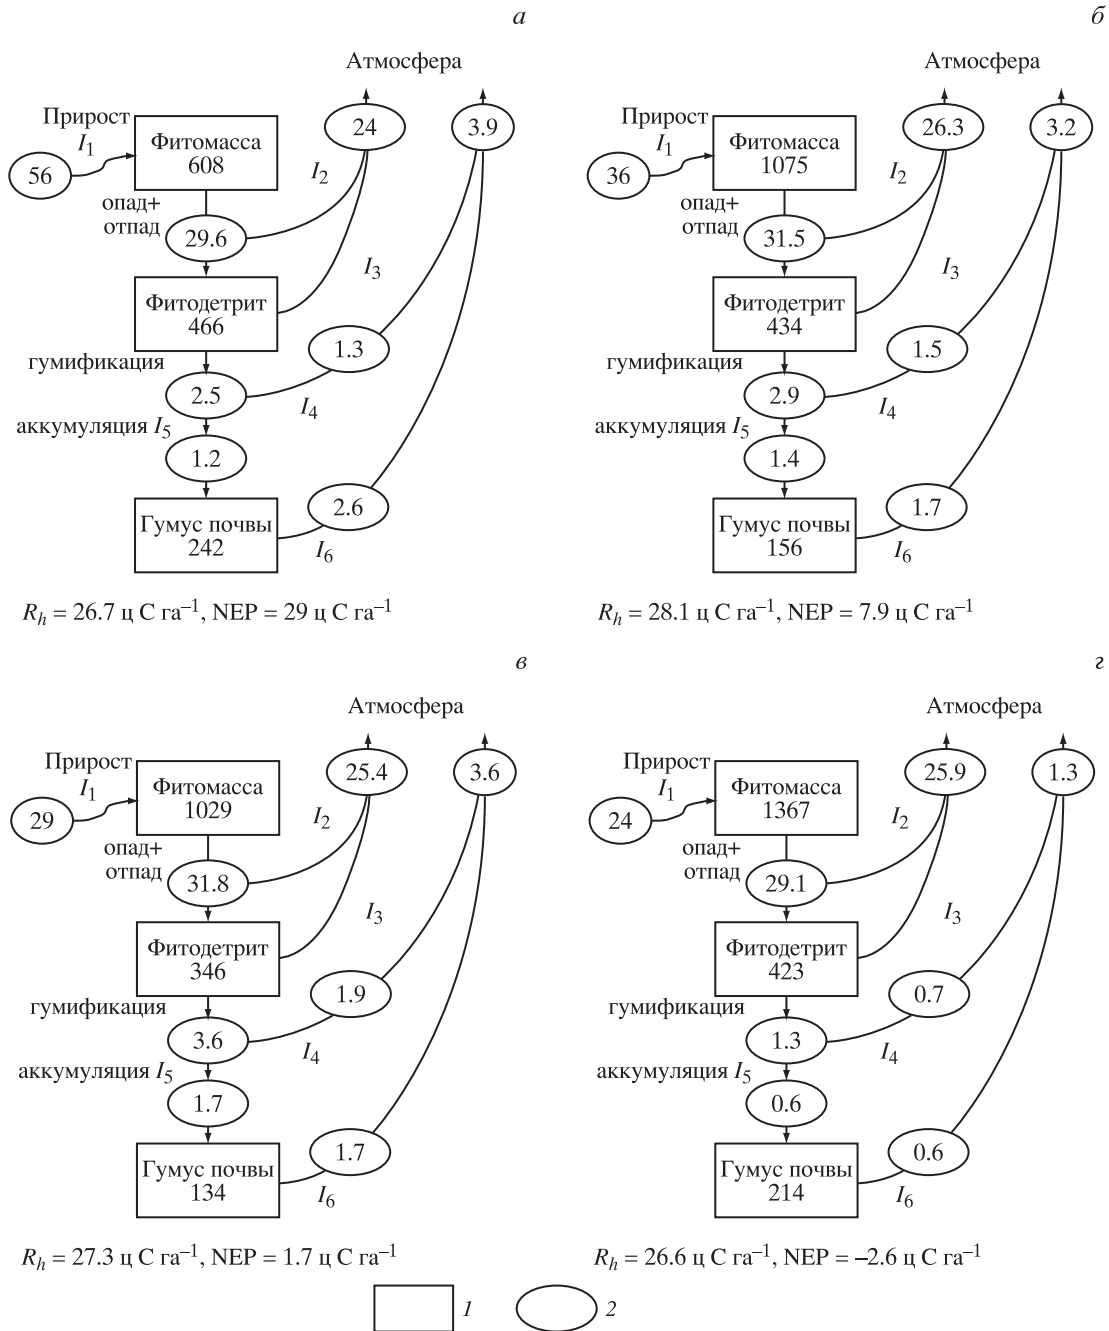 а
Атмосфера
Прирост
I1
56
Фитомасса
608
24
3.9
I2
опад+
отпад
29.6
I3
Фитодетрит
466
1.3
гумификация
2.5
I4
аккумуляция I5
1.2
2.6
Гумус почвы
242
I6
Rh = 26.7 ц С га–1, NEP = 29 ц С га–1
б
Атмосфера
Прирост
I1
36
Фитомасса
1075
26.3
3.2
I2
опад+
отпад
31.5
I3
Фитодетрит
434
1.5
гумификация
2.9
I4
аккумуляция I5
1.4
1.7
Гумус почвы
156
I6
Rh = 28.1 ц С га–1, NEP = 7.9 ц С га–1
в
Атмосфера
Прирост
I1
29
Фитомасса
1029
25.4
3.6
I2
опад+
отпад
31.8
I3
Фитодетрит
346
1.9
гумификация
3.6
I4
аккумуляция I5
1.7
1.7
Гумус почвы
134
I6
Rh = 27.3 ц С га–1, NEP = 1.7 ц С га–1
г
Атмосфера
Прирост
I1
24
Фитомасса
1367
25.9
1.3
I2
опад+
отпад
29.1
I3
Фитодетрит
423
0.7
гумификация
1.3
I4
аккумуляция I5
0.6
0.6
Гумус почвы
214
I6
Rh = 26.6 ц С га–1, NEP = –2.6 ц С га–1
1
2